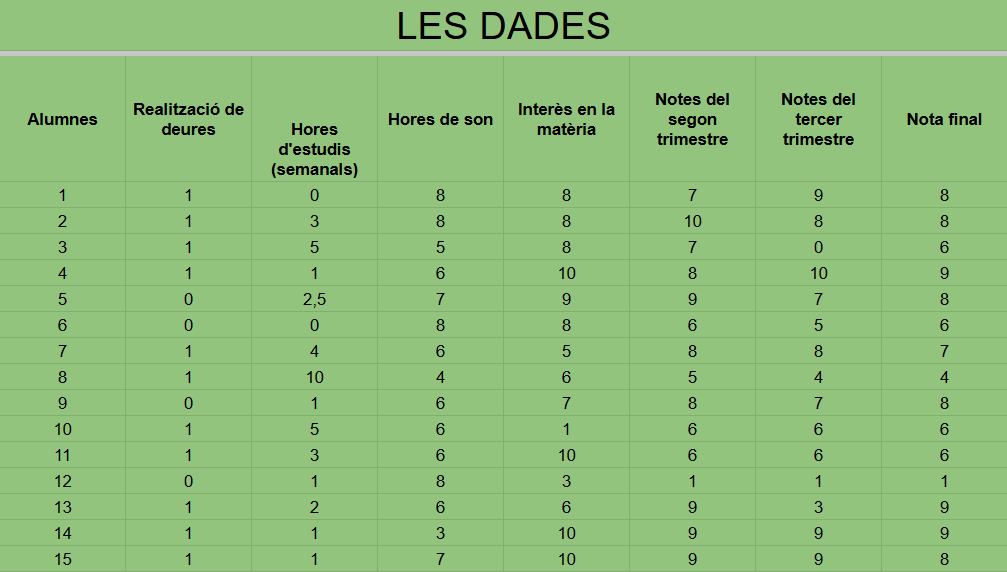 LES DADES
Alumnes Realització de deures Hores d'estudis (semanals) Hores de son Interès en la matèria Notes del segon trimestre Notes del tercer trimestre Nota final
1 1 0 8 8 7 9 8
2 1 3 8 8 10 8 8
3 1 5 5 8 7 0 6
4 1 1 6 10 8 10 9
5 0 2,5 7 9 9 7 8
6 0 0 8 8 6 5 6
7 1 4 6 5 8 8 7
8 1 10 4 6 5 4 4
9 0 1 6 7 8 7 8
10 1 5 6 1 6 6 6
11 1 3 6 10 6 6 6
12 0 1 8 3 1 1 1
13 1 2 6 6 9 3 9
14 1 1 3 10 9 9 9
15 1 1 7 10 9 9 8